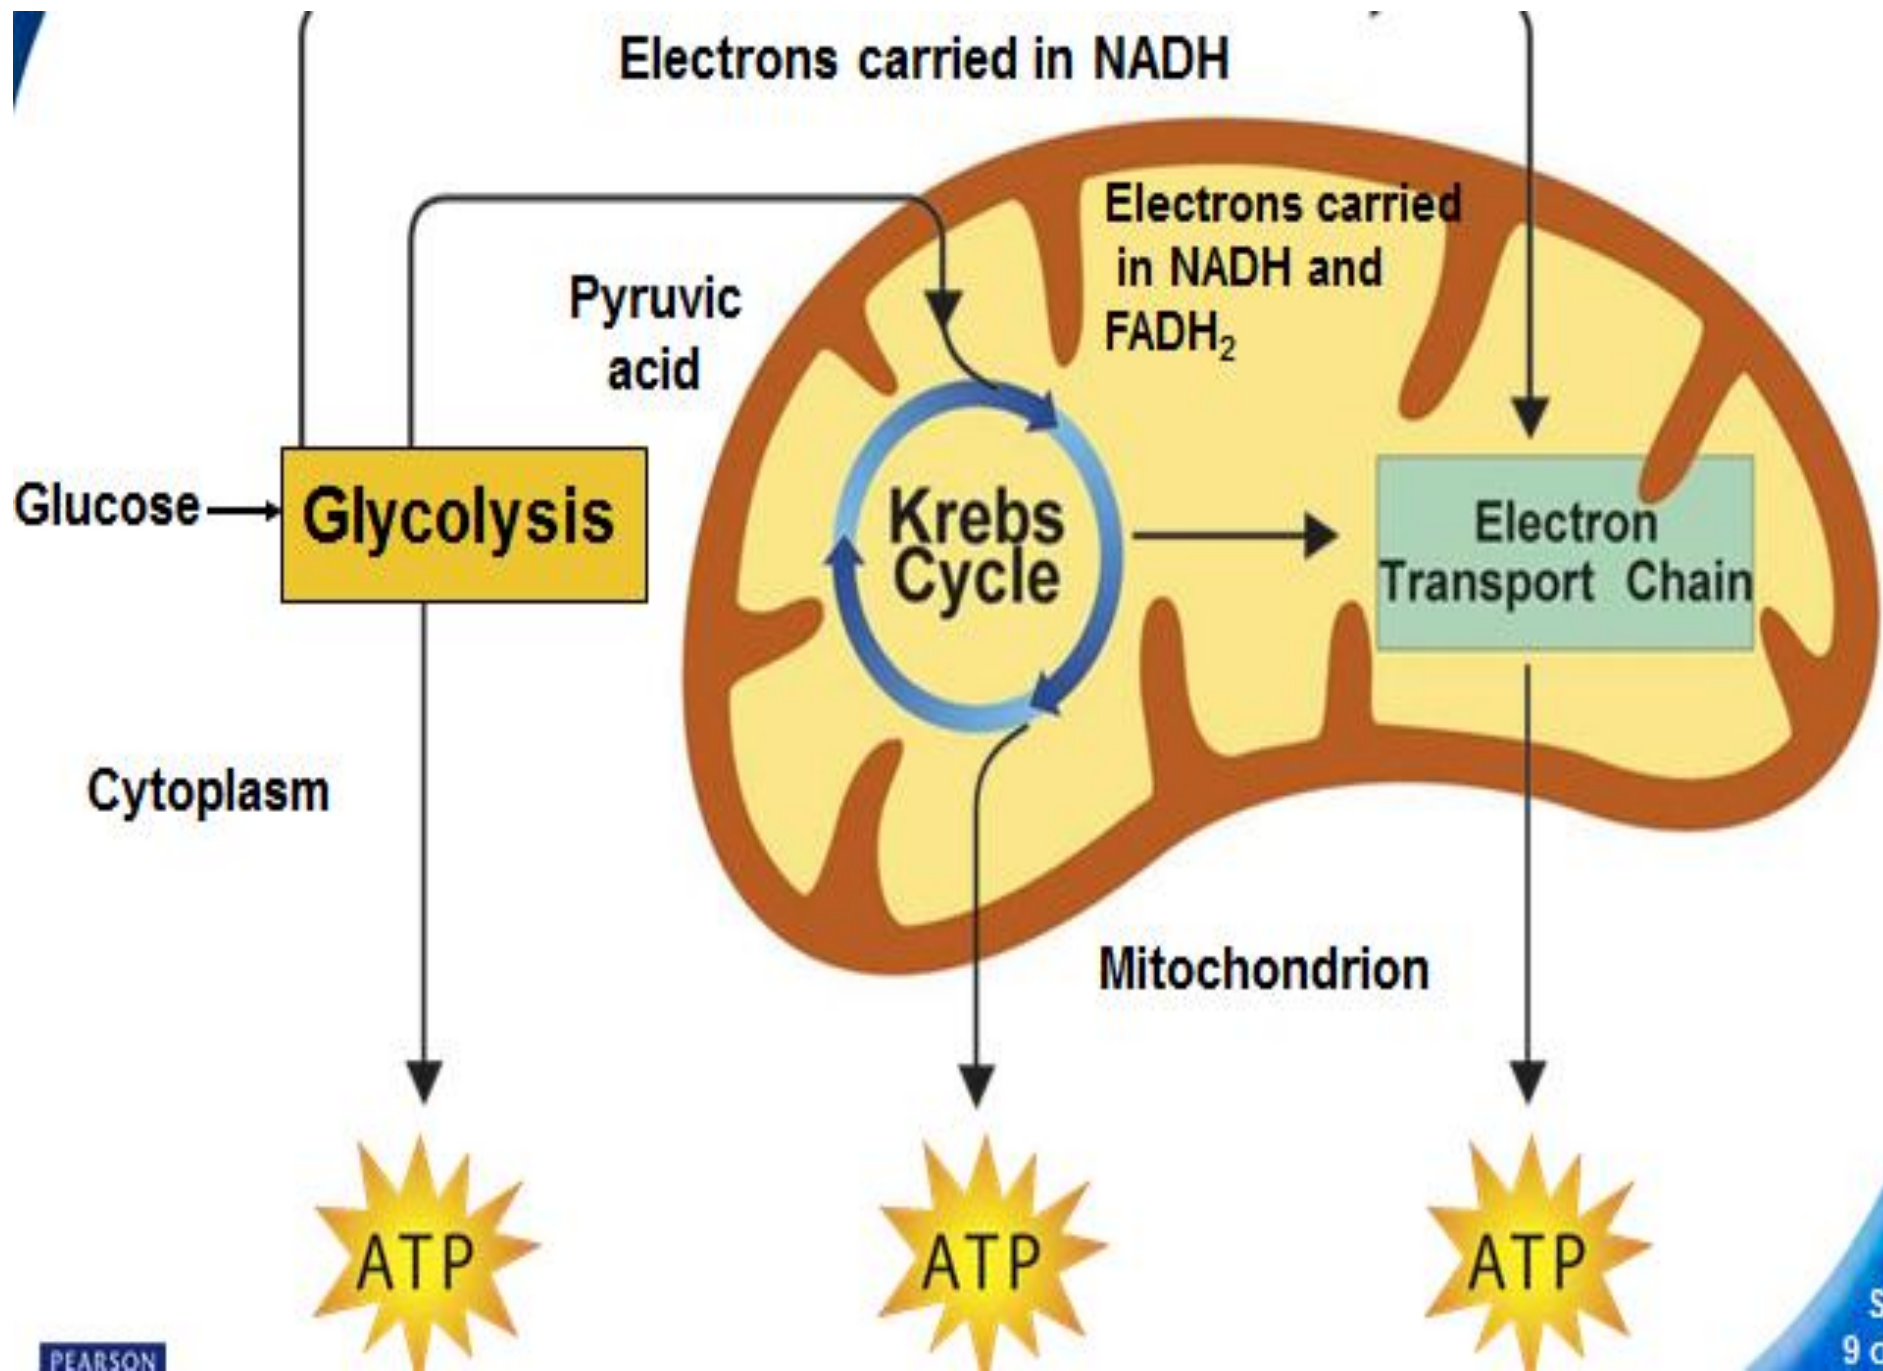 Electrons carried in NADH
Electrons carried
in NADH and
FADH₂
Pyruvic
acid
Glucose
Glycolysis
Krebs
Cycle
Electron
Transport Chain
Cytoplasm
Mitochondrion
ATP
ATP
ATP
PEARSON
9